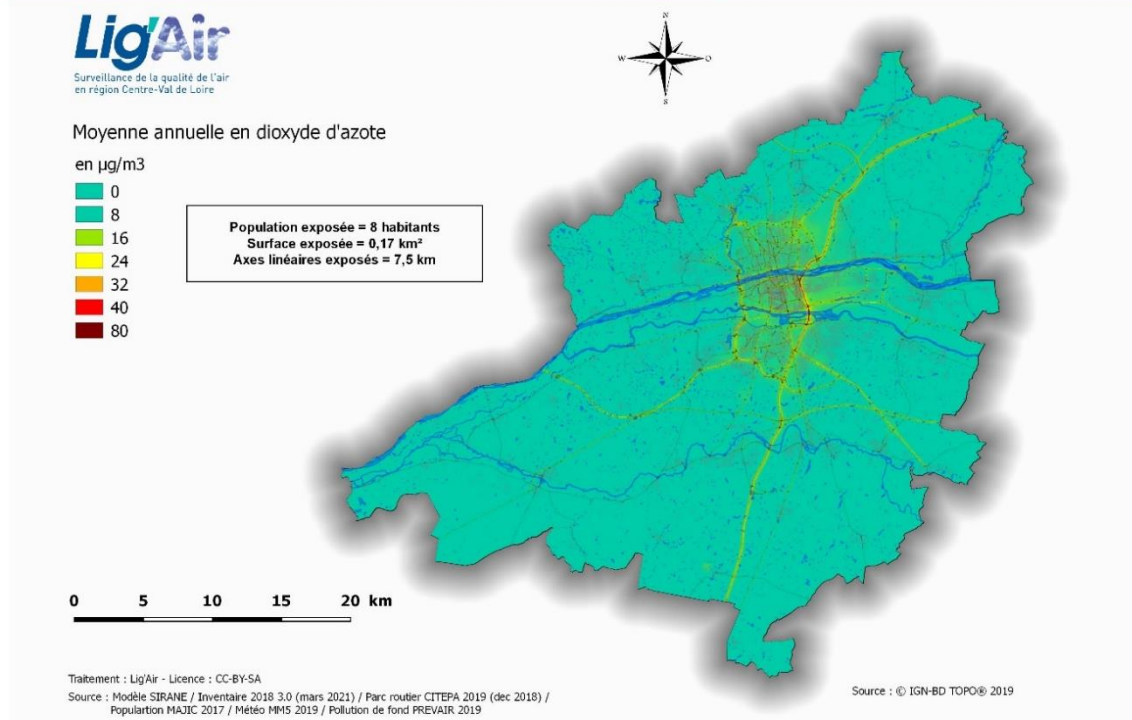 Lig'Air
Surveillance de la qualité de l'air
en région Centre-Val de Loire
N
W
O
S
Moyenne annuelle en dioxyde d'azote
en µg/m3
0
8
16
24
32
40
80
Population exposée = 8 habitants
Surface exposée = 0,17 km²
Axes linéaires exposés = 7,5 km
0 5 10 15 20 km
Traitement : Lig'Air - Licence : CC-BY-SA
Source : Modèle SIRANE / Inventaire 2018 3.0 (mars 2021) / Parc routier CITEPA 2019 (dec 2018) /
Populartion MAJIC 2017 / Météo MM5 2019 / Pollution de fond PREVAIR 2019
Source : © IGN-BD TOPO® 2019